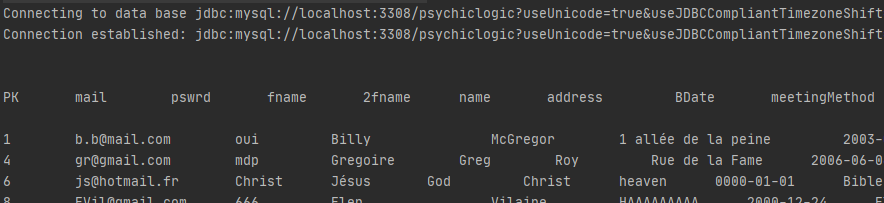 Connecting to data base jdbc:mysql://localhost:3308/psychiclogic?useUnicode=true&useJDBCCompliantTimezoneShift
Connection established: jdbc:mysql://localhost:3308/psychiclogic?useUnicode=true&useJDBCCompliantTimezoneShift
PK mail pswrd fname 2fname name address BDate meetingMethod
1 b.b@mail.com oui Billy McGregor 1 allée de la peine 2003-
4 gr@gmail.com mdp Gregoire Greg Roy Rue de la Fame 2006-06-0
6 js@hotmail.fr Christ Jésus God Christ heaven 0000-01-01 Bible
8 EVil@gmail.com 666 Elen Vilaine HAAAAAAAAA 2000-12-24